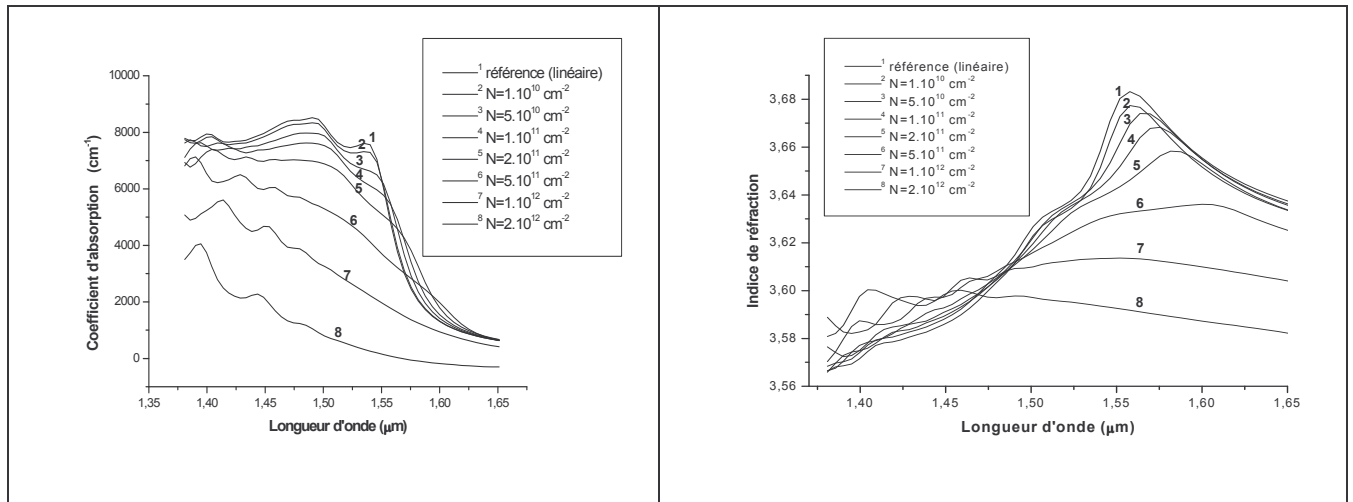 Coefficient d'absorption (cm⁻¹)
10000
8000
6000
4000
2000
0
1,35 1,40 1,45 1,50 1,55 1,60 1,65
Longueur d'onde (µm)
1 référence (linéaire)
2 N=1.10¹⁰ cm⁻²
3 N=5.10¹⁰ cm⁻²
4 N=1.10¹¹ cm⁻²
5 N=2.10¹¹ cm⁻²
6 N=5.10¹¹ cm⁻²
7 N=1.10¹² cm⁻²
8 N=2.10¹² cm⁻²
1
2
3
4
5
6
7
8
Indice de réfraction
3,68
3,66
3,64
3,62
3,60
3,58
3,56
1,40 1,45 1,50 1,55 1,60 1,65
Longueur d'onde (µm)
1 référence (linéaire)
2 N=1.10¹⁰ cm⁻²
3 N=5.10¹⁰ cm⁻²
4 N=1.10¹¹ cm⁻²
5 N=2.10¹¹ cm⁻²
6 N=5.10¹¹ cm⁻²
7 N=1.10¹² cm⁻²
8 N=2.10¹² cm⁻²
1
2
3
4
5
6
7
8